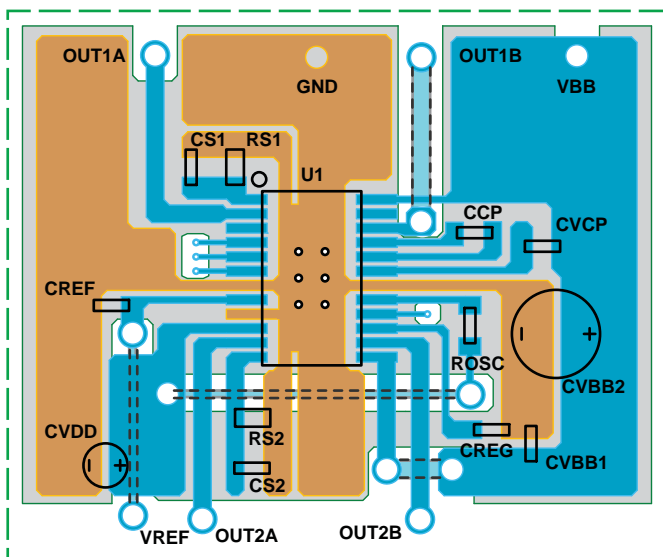 OUT1A
GND
OUT1B
VBB
CS1
RS1
U1
CCP
CVCP
CREF
ROSC
CVBB2
CVDD
RS2
CREG
CVBB1
CS2
VREF
OUT2A
OUT2B